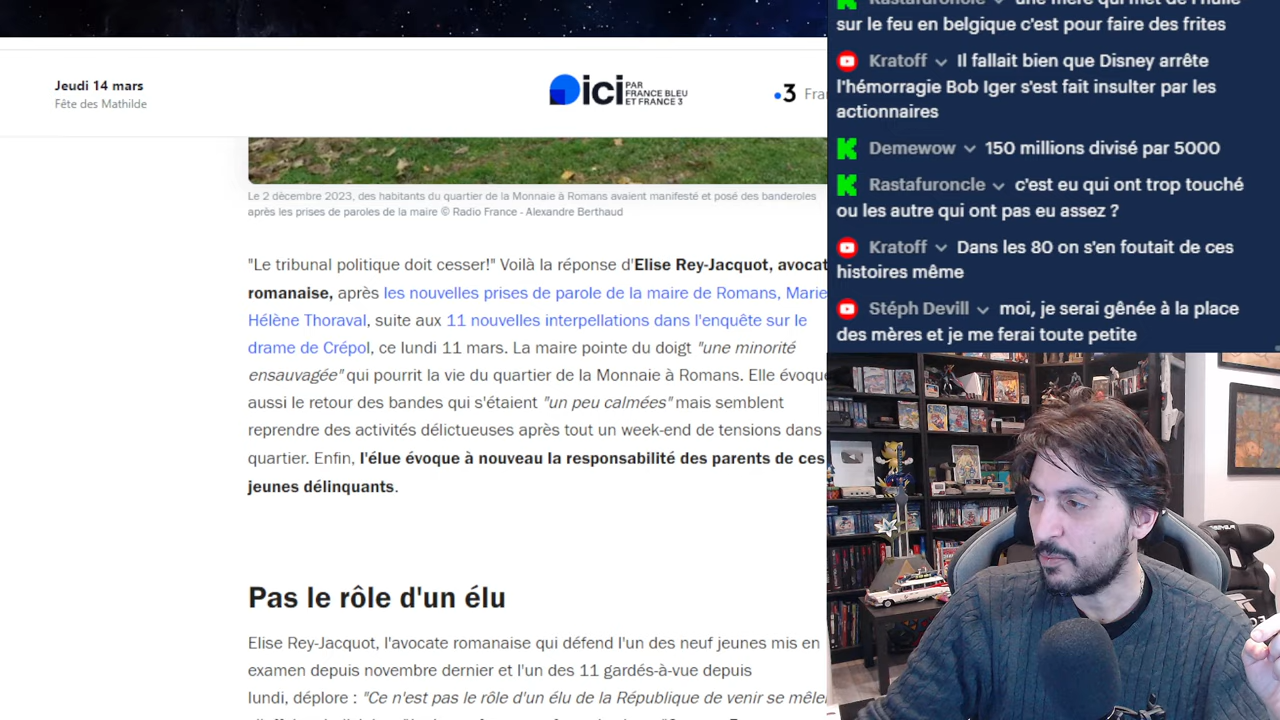 Jeudi 14 mars
Fête des Mathilde
ici PAR
FRANCE BLEU
ET FRANCE 3
3 Fra
Le 2 décembre 2023, des habitants du quartier de la Monnaie à Romans avaient manifesté et posé des banderoles
après les prises de paroles de la maire © Radio France - Alexandre Berthaud
"Le tribunal politique doit cesser!" Voilà la réponse d'Elise Rey-Jacquot, avocat
romanaise, après les nouvelles prises de parole de la maire de Romans, Marie
Hélène Thoraval, suite aux 11 nouvelles interpellations dans l'enquête sur le
drame de Crépol, ce lundi 11 mars. La maire pointe du doigt "une minorité
ensauvagée" qui pourrit la vie du quartier de la Monnaie à Romans. Elle évoque
aussi le retour des bandes qui s'étaient "un peu calmées" mais semblent
reprendre des activités délictueuses après tout un week-end de tensions dans
quartier. Enfin, l'élue évoque à nouveau la responsabilité des parents de ces
jeunes délinquants.
Pas le rôle d'un élu
Elise Rey-Jacquot, l'avocate romanaise qui défend l'un des neuf jeunes mis en
examen depuis novembre dernier et l'un des 11 gardés-à-vue depuis
lundi, déplore : "Ce n'est pas le rôle d'un élu de la République de venir se mêle
sur le feu en belgique c'est pour faire des frites
Kratoff Il fallait bien que Disney arrête
l'hémorragie Bob Iger s'est fait insulter par les
actionnaires
Demewow 150 millions divisé par 5000
Rastafuroncle c'est eu qui ont trop touché
ou les autre qui ont pas eu assez ?
Kratoff Dans les 80 on s'en foutait de ces
histoires même
Stéph Devill moi, je serai gênée à la place
des mères et je me ferai toute petite